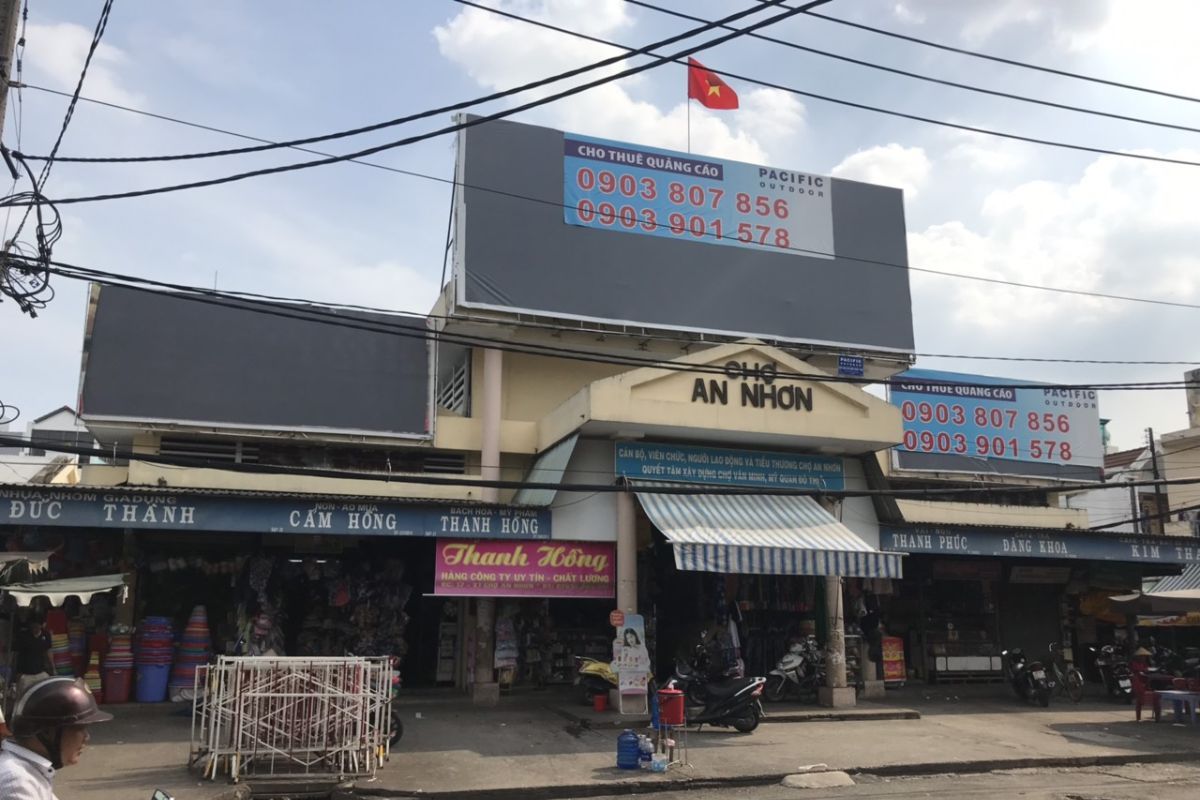 CHO THUÊ QUẢNG CÁO
PACIFIC
OUTDOOR
0903 807 856
0903 901 578
CHỢ
AN NHƠN
PACIFIC
CHO THUÊ QUẢNG CÁO
PACIFIC
OUTDOOR
0903 807 856
0903 901 578
CÁN BỘ, VIÊN CHỨC, NGƯỜI LAO ĐỘNG VÀ TIỂU THƯƠNG CHỢ AN NHƠN
QUYẾT TÂM XÂY DỰNG CHỢ VĂN MINH, MỸ QUAN ĐÔ THỊ
NHỰA-NHÔM GIA DỤNG
ĐỨC THÀNH
NÓN - ÁO MƯA
CẨM HỒNG
BÁCH HÓA - MỸ PHẨM
THANH HỒNG
Thanh Hồng
HÀNG CÔNG TY UY TÍN - CHẤT LƯỢNG
THANH PHÚC
ĐĂNG KHOA
KIM